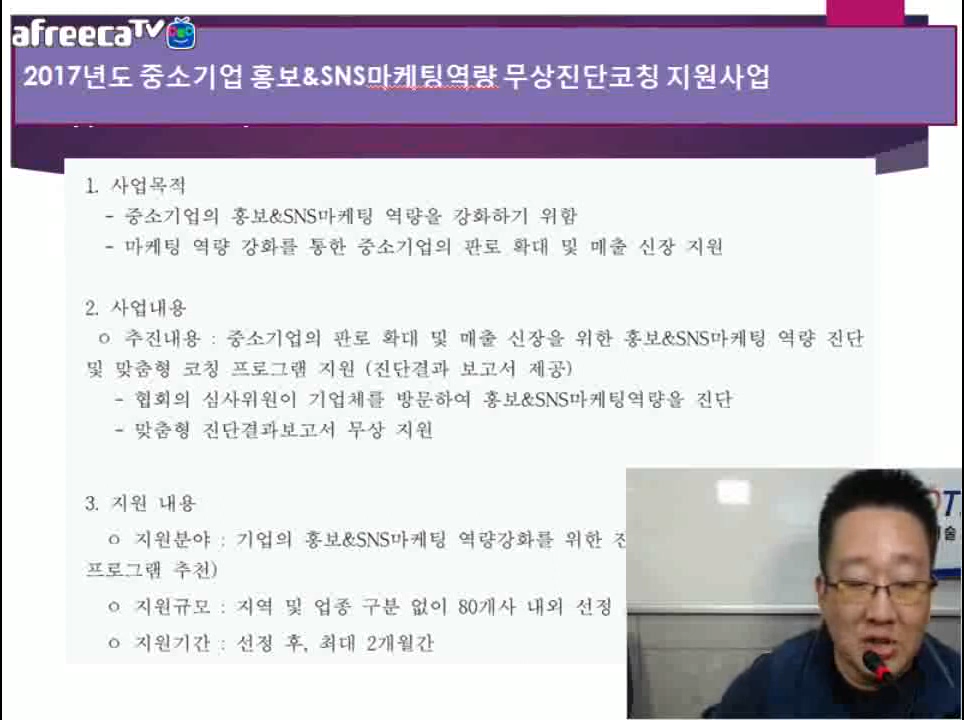 afreecaTV
2017년도 중소기업 홍보&SNS마케팅역량 무상진단코칭 지원사업
1. 사업목적
- 중소기업의 홍보&SNS마케팅 역량을 강화하기 위함
- 마케팅 역량 강화를 통한 중소기업의 판로 확대 및 매출 신장 지원
2. 사업내용
ㅇ 추진내용 : 중소기업의 판로 확대 및 매출 신장을 위한 홍보&SNS마케팅 역량 진단
및 맞춤형 코칭 프로그램 지원 (진단결과 보고서 제공)
- 협회의 심사위원이 기업체를 방문하여 홍보&SNS마케팅역량을 진단
- 맞춤형 진단결과보고서 무상 지원
3. 지원 내용
ㅇ 지원분야 : 기업의 홍보&SNS마케팅 역량강화를 위한
프로그램 추천)
ㅇ 지원규모 : 지역 및 업종 구분 없이 80개사 내외 선정
ㅇ 지원기간 : 선정 후, 최대 2개월간